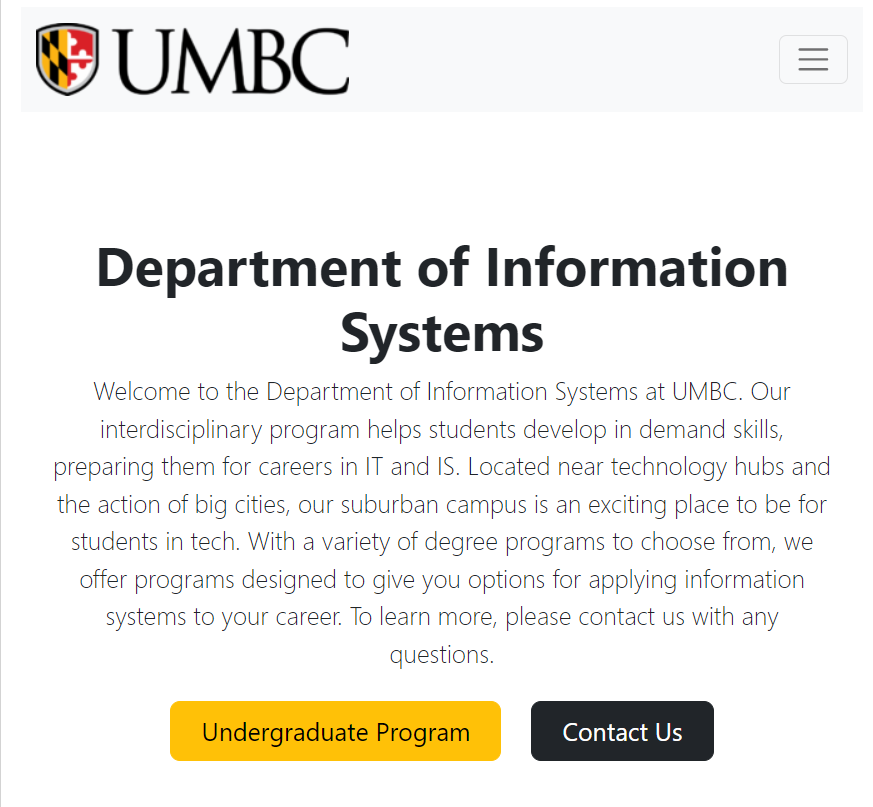 UMBC
Department of Information
Systems
Welcome to the Department of Information Systems at UMBC. Our
interdisciplinary program helps students develop in demand skills,
preparing them for careers in IT and IS. Located near technology hubs and
the action of big cities, our suburban campus is an exciting place to be for
students in tech. With a variety of degree programs to choose from, we
offer programs designed to give you options for applying information
systems to your career. To learn more, please contact us with any
questions.
Undergraduate Program
Contact Us